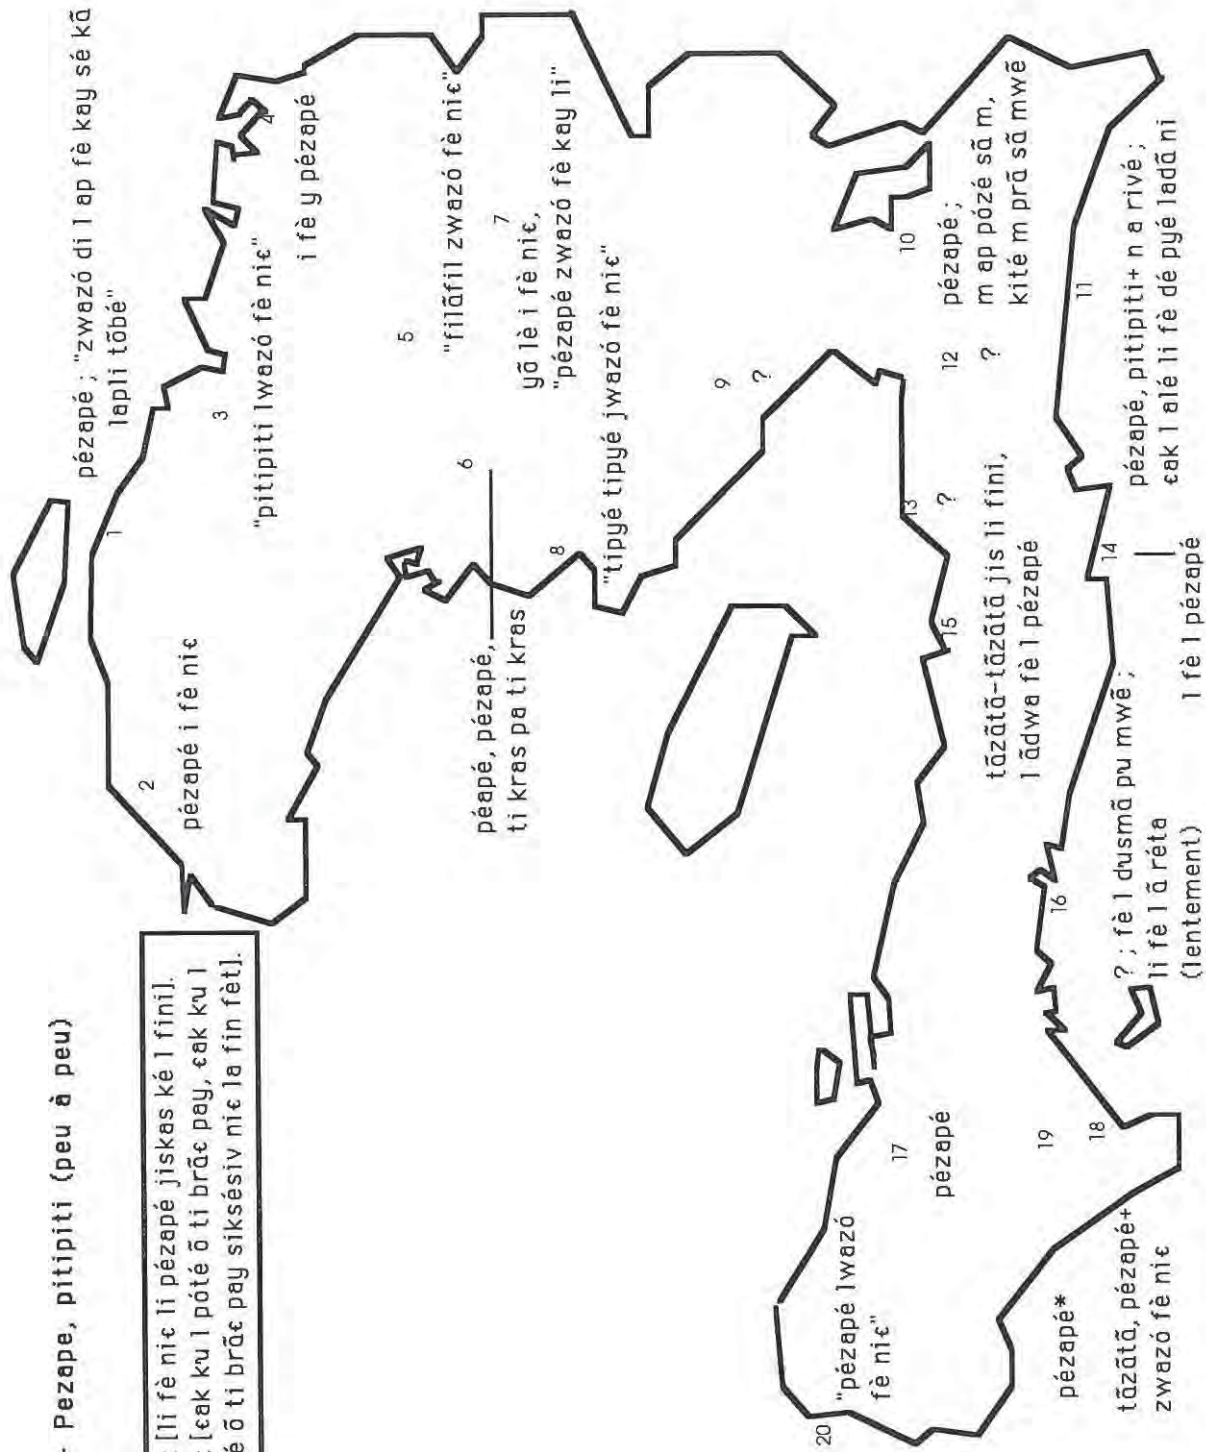 Pezape, pitipiti (peu à peu)
[li fè niɛ li pézapé jiskas ké l fini].
[ɛak ku l póté õ ti brãɛ pay, ɛak ku l
é õ ti brãɛ pay siksésiv niɛ la fin fèt].
1
pézapé ; "zwazó di l ap fè kay sé kã
lapli tõbé"
2
pézapé i fè niɛ
3
"pitipiti lwazó fè niɛ"
4
i fè y pézapé
5
"filãfil zwazó fè niɛ"
6
péapé, pézapé,
ti kras pa ti kras
7
yõ lè i fè niɛ,
"pézapé zwazó fè kay li"
8
"tipyé tipyé jwazó fè niɛ"
9
?
10
pézapé ;
m ap pózé sã m,
kité m prã sã mwẽ
11
pézapé, pitipiti+ n a rivé ;
ɛak l alé li fè dé pyé ladã ni
12
?
13
?
14
l fè l pézapé
15
tãzãtã-tãzãtã jis li fini,
l ãdwa fè l pézapé
16
? ; fè l dusmã pu mwẽ ;
li fè l ã réta
(lentement)
17
pézapé
18
tãzãtã, pézapé+
zwazó fè niɛ
19
pézapé*
20
"pézapé lwazó
fè niɛ"